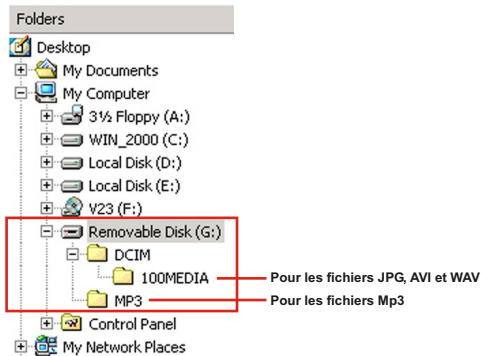 Folders
Desktop
My Documents
My Computer
3½ Floppy (A:)
WIN_2000 (C:)
Local Disk (D:)
Local Disk (E:)
V23 (F:)
Removable Disk (G:)
DCIM
100MEDIA Pour les fichiers JPG, AVI et WAV
MP3 Pour les fichiers Mp3
Control Panel
My Network Places